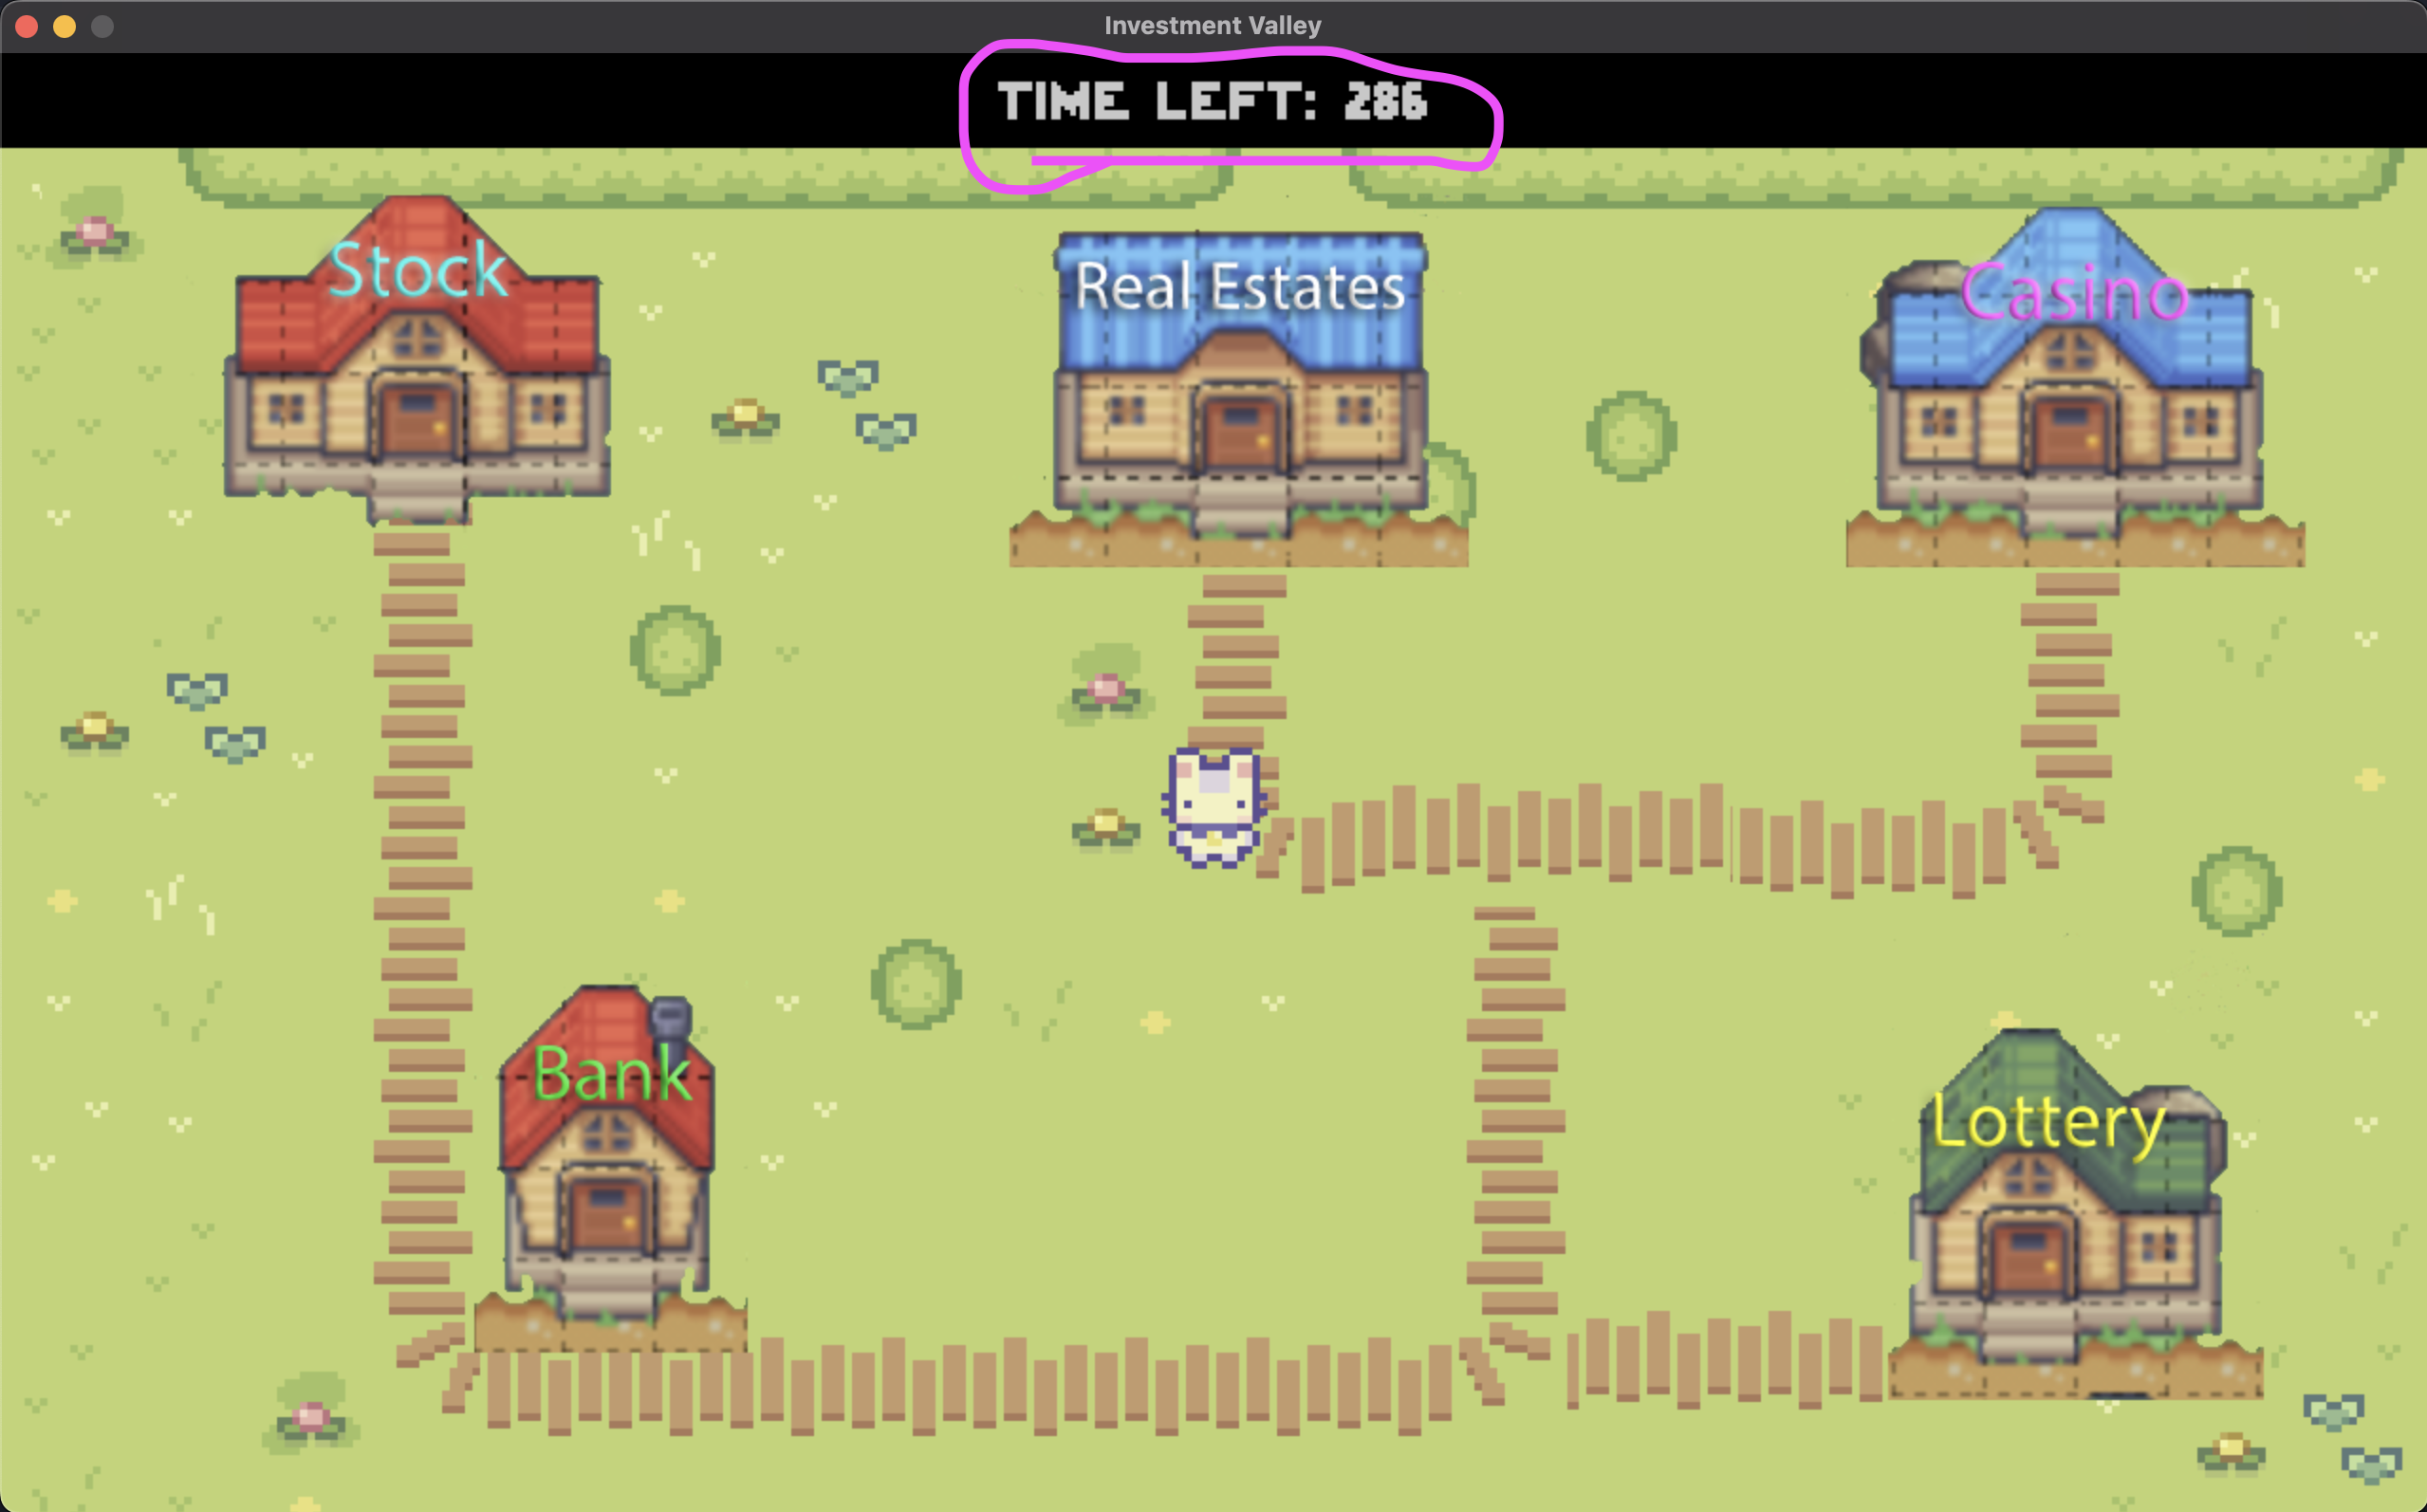 Investment Valley
TIME LEFT: 286
Stock
Real Estates
Casino
Bank
Lottery